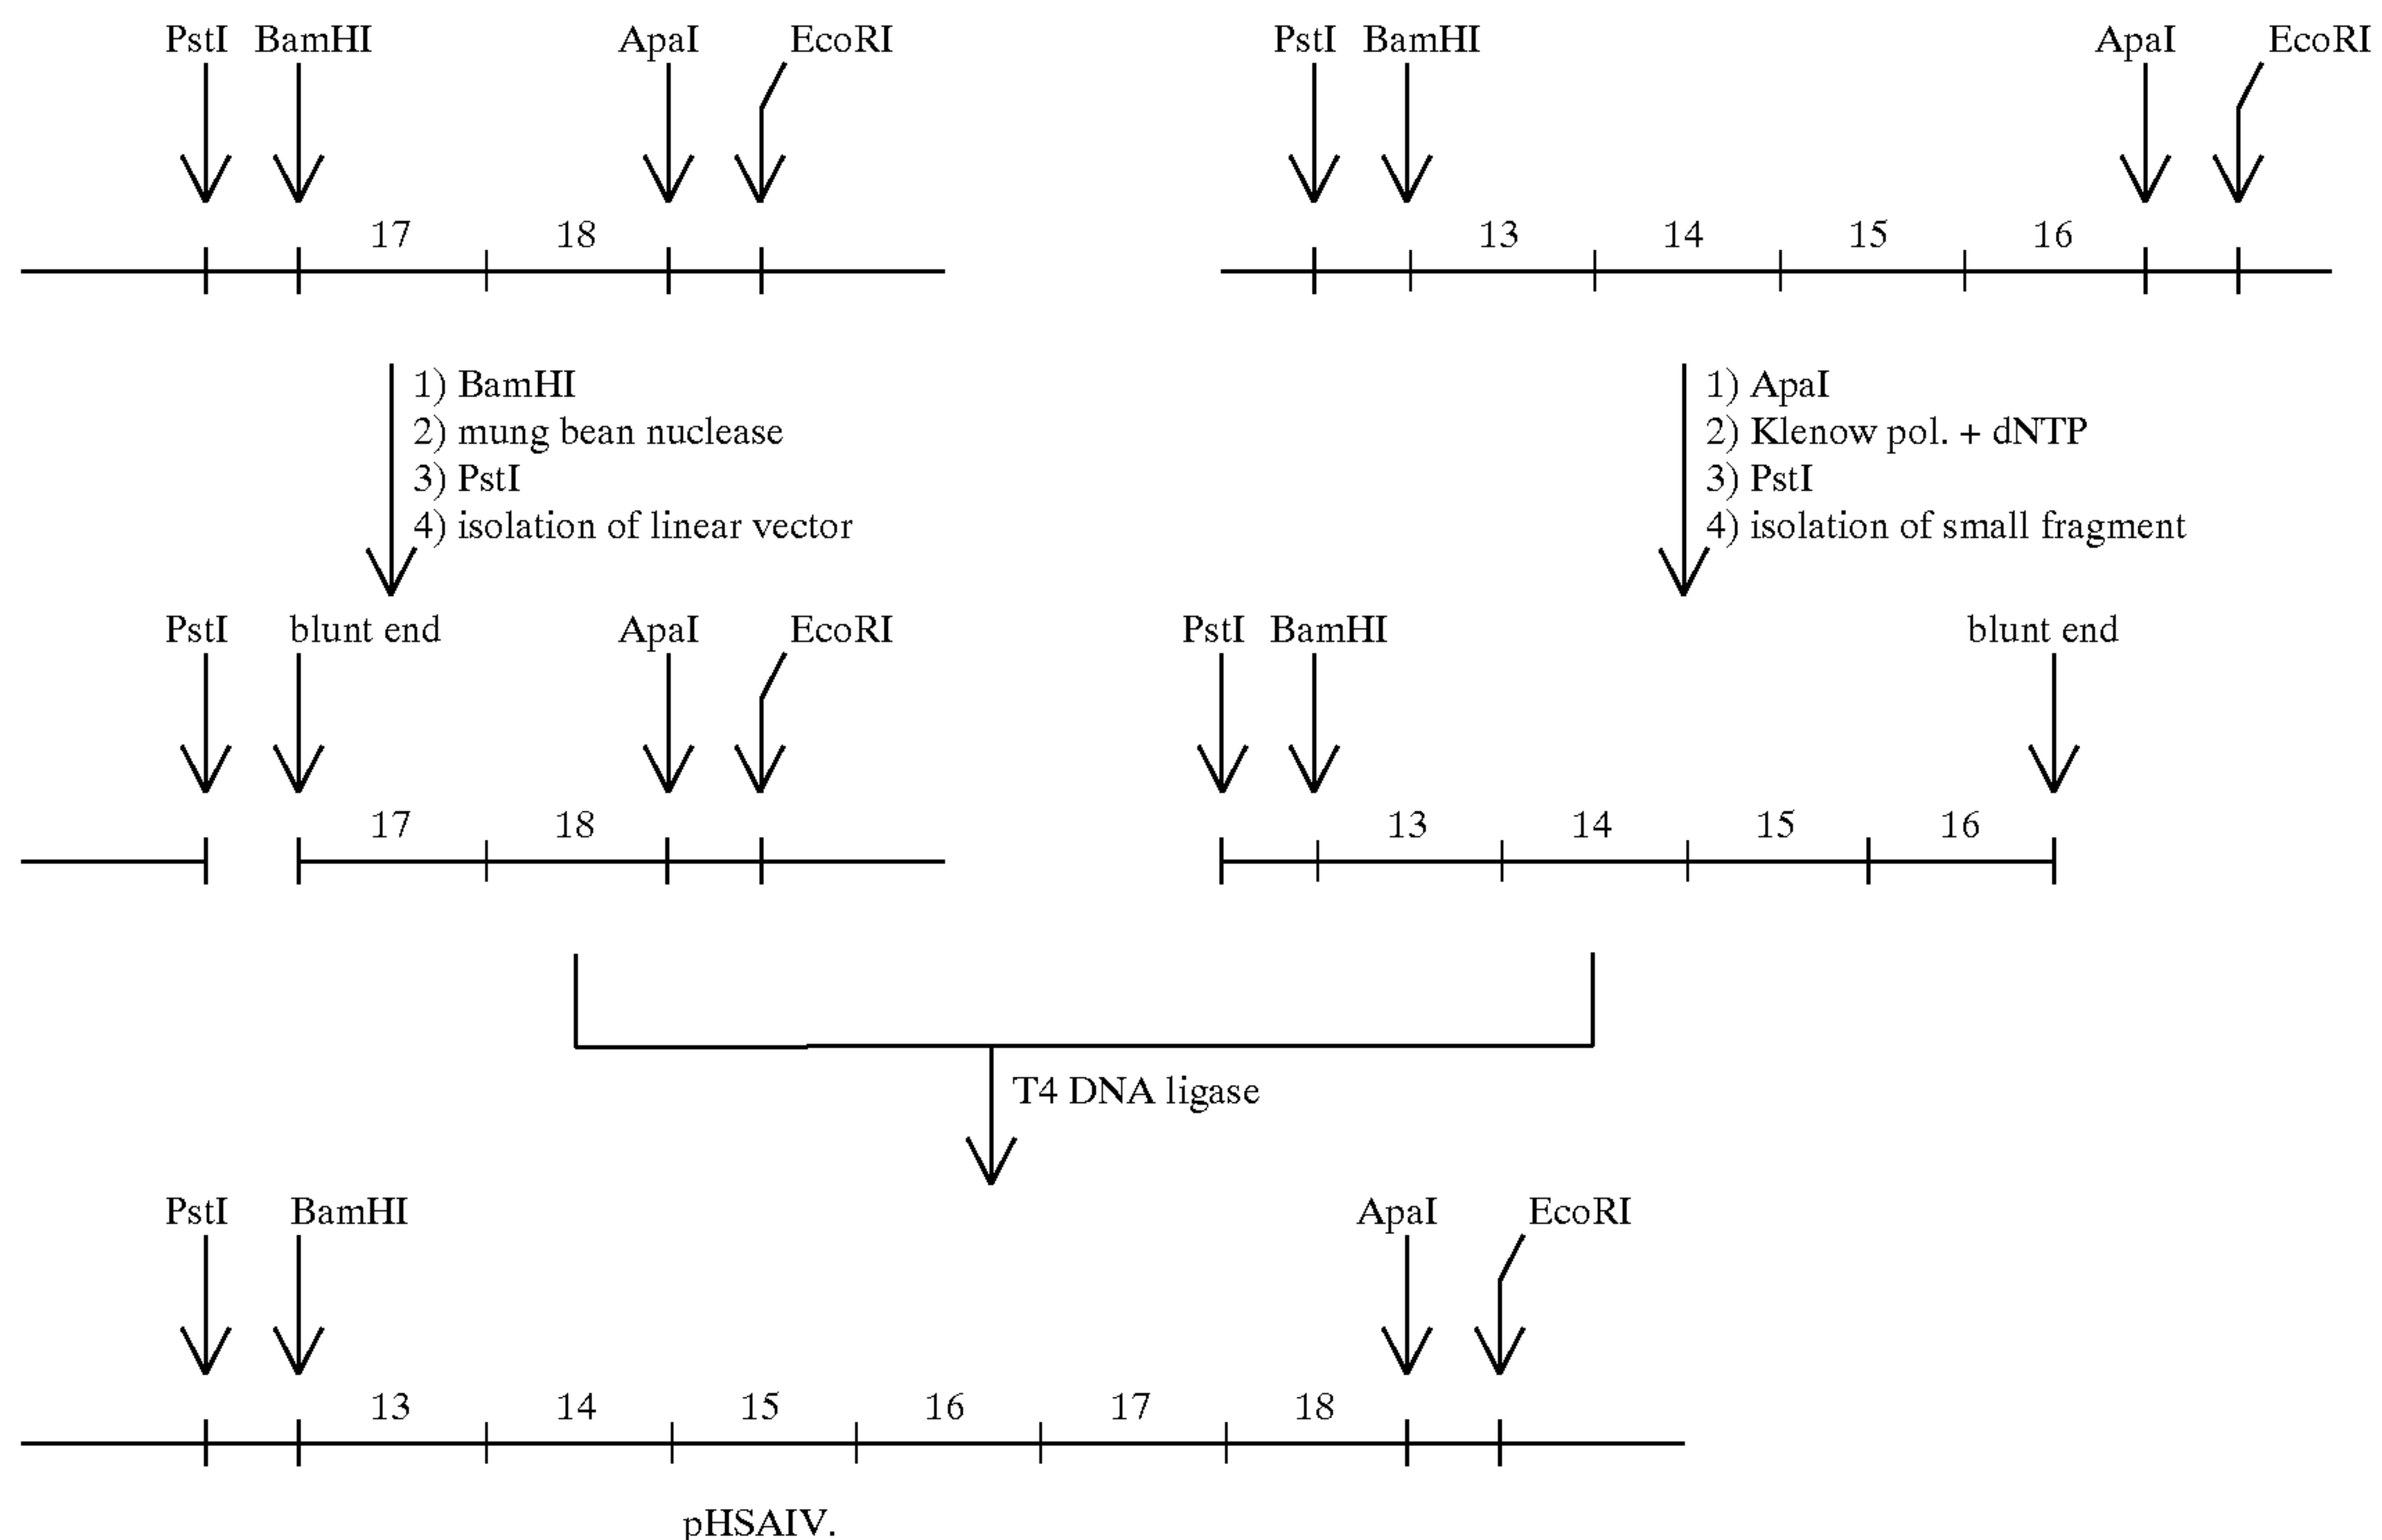 PstI BamHI ApaI EcoRI PstI BamHI ApaI EcoRI
17 18 13 14 15 16
1) BamHI
2) mung bean nuclease
3) PstI
4) isolation of linear vector
1) ApaI
2) Klenow pol. + dNTP
3) PstI
4) isolation of small fragment
PstI blunt end ApaI EcoRI PstI BamHI blunt end
17 18 13 14 15 16
T4 DNA ligase
PstI BamHI ApaI EcoRI
13 14 15 16 17 18
pHSAIV.